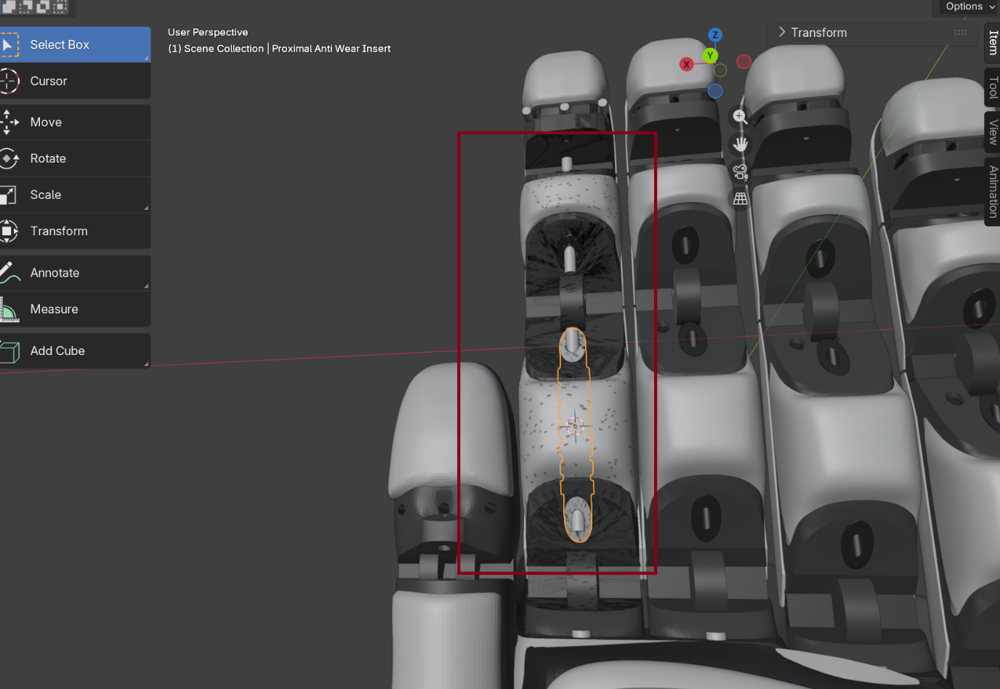 Options
User Perspective
(1) Scene Collection | Proximal Anti Wear Insert
Transform
Select Box
Cursor
Move
Rotate
Scale
Transform
Annotate
Measure
Add Cube
Z
Y
X
Item
Tool
View
Animation